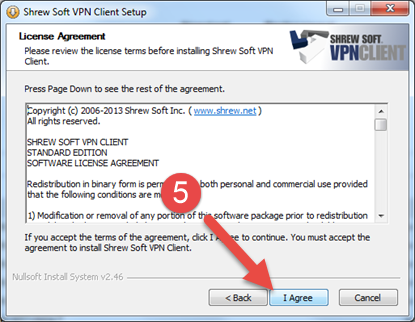 Shrew Soft VPN Client Setup
License Agreement
Please review the license terms before installing Shrew Soft VPN
Client.
SHREW SOFT
VPNCLIENT
Press Page Down to see the rest of the agreement.
Copyright (c) 2006-2013 Shrew Soft Inc. ( www.shrew.net )
All rights reserved.
SHREW SOFT VPN CLIENT
STANDARD EDITION
SOFTWARE LICENSE AGREEMENT
Redistribution in binary form is both personal and commercial use provided
that the following conditions are
1) Modification or removal of any portion of this software package prior to redistribution
5
If you accept the terms of the agreement, click I Agree to continue. You must accept the
agreement to install Shrew Soft VPN Client.
Nullsoft Install System v2.46
< Back
I Agree
Cancel